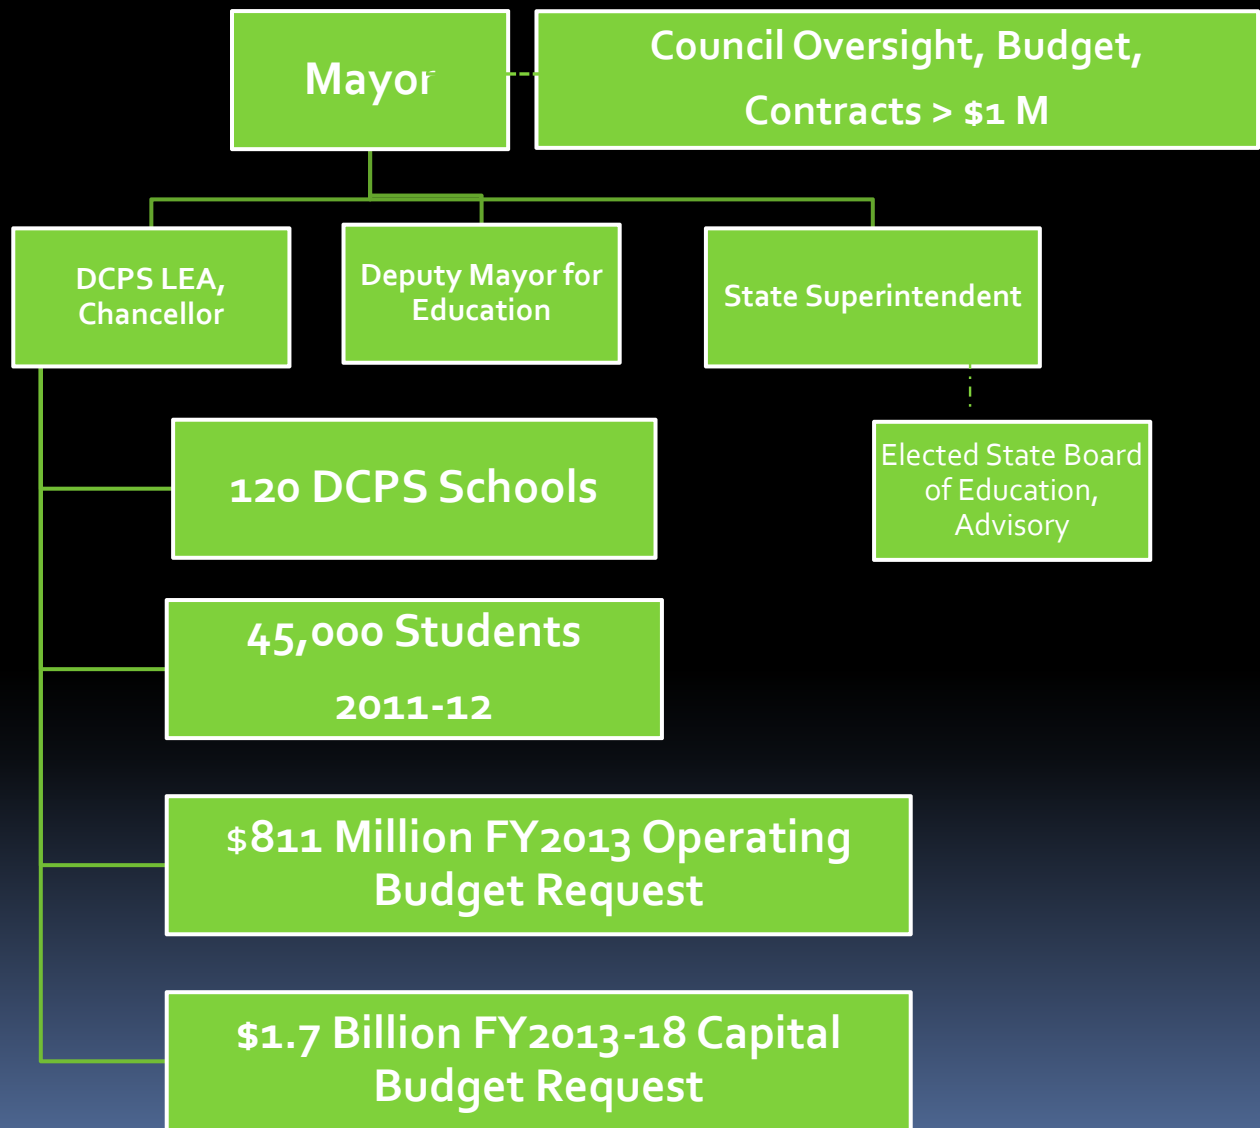 Mayor
Council Oversight, Budget,
Contracts > $1 M
DCPS LEA,
Chancellor
Deputy Mayor for
Education
State Superintendent
120 DCPS Schools
Elected State Board
of Education,
Advisory
45,000 Students
2011-12
$811 Million FY2013 Operating
Budget Request
$1.7 Billion FY2013-18 Capital
Budget Request